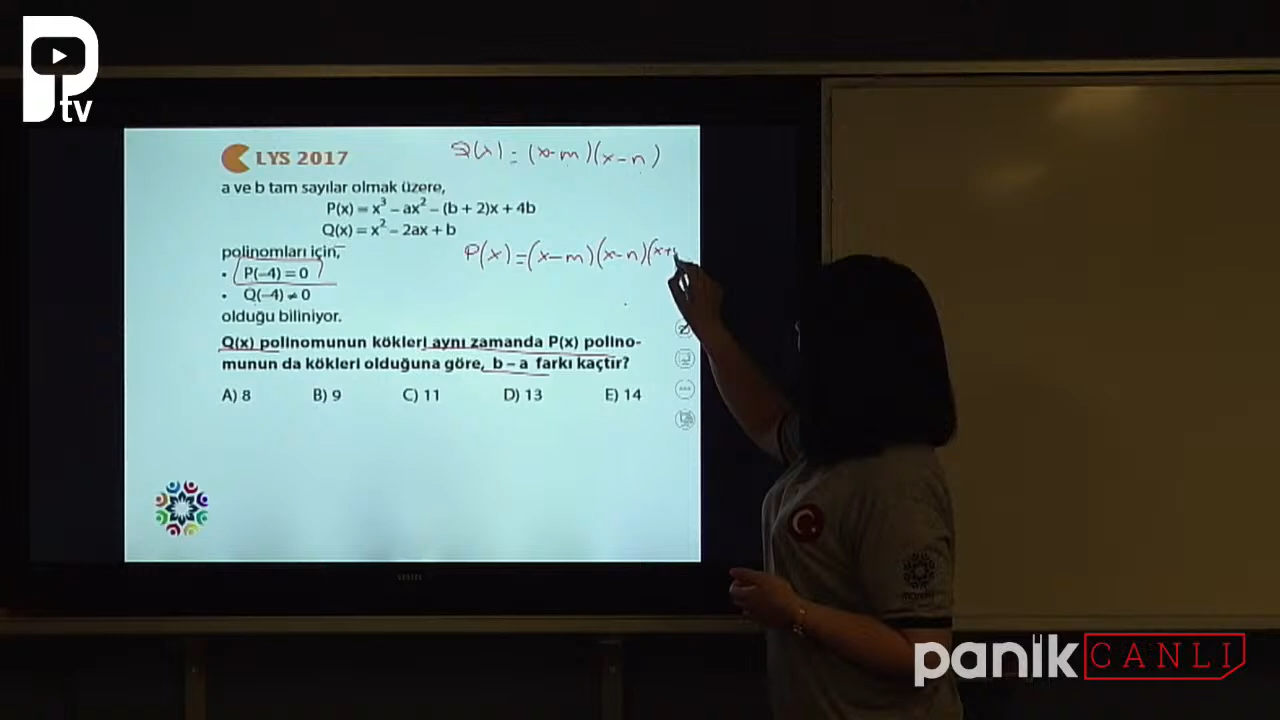 P
tv
LYS 2017
Q(x) = (x-m)(x-n)
a ve b tam sayılar olmak üzere,
P(x) = x³ – ax² – (b + 2)x + 4b
Q(x) = x² – 2ax + b
polinomları için,
P(x) = (x-m)(x-n)(x+
• P(–4) = 0
• Q(–4) ≠ 0
olduğu biliniyor.
Q(x) polinomunun kökleri aynı zamanda P(x) polino-
munun da kökleri olduğuna göre, b – a farkı kaçtır?
A) 8 B) 9 C) 11 D) 13 E) 14
panik CANLI